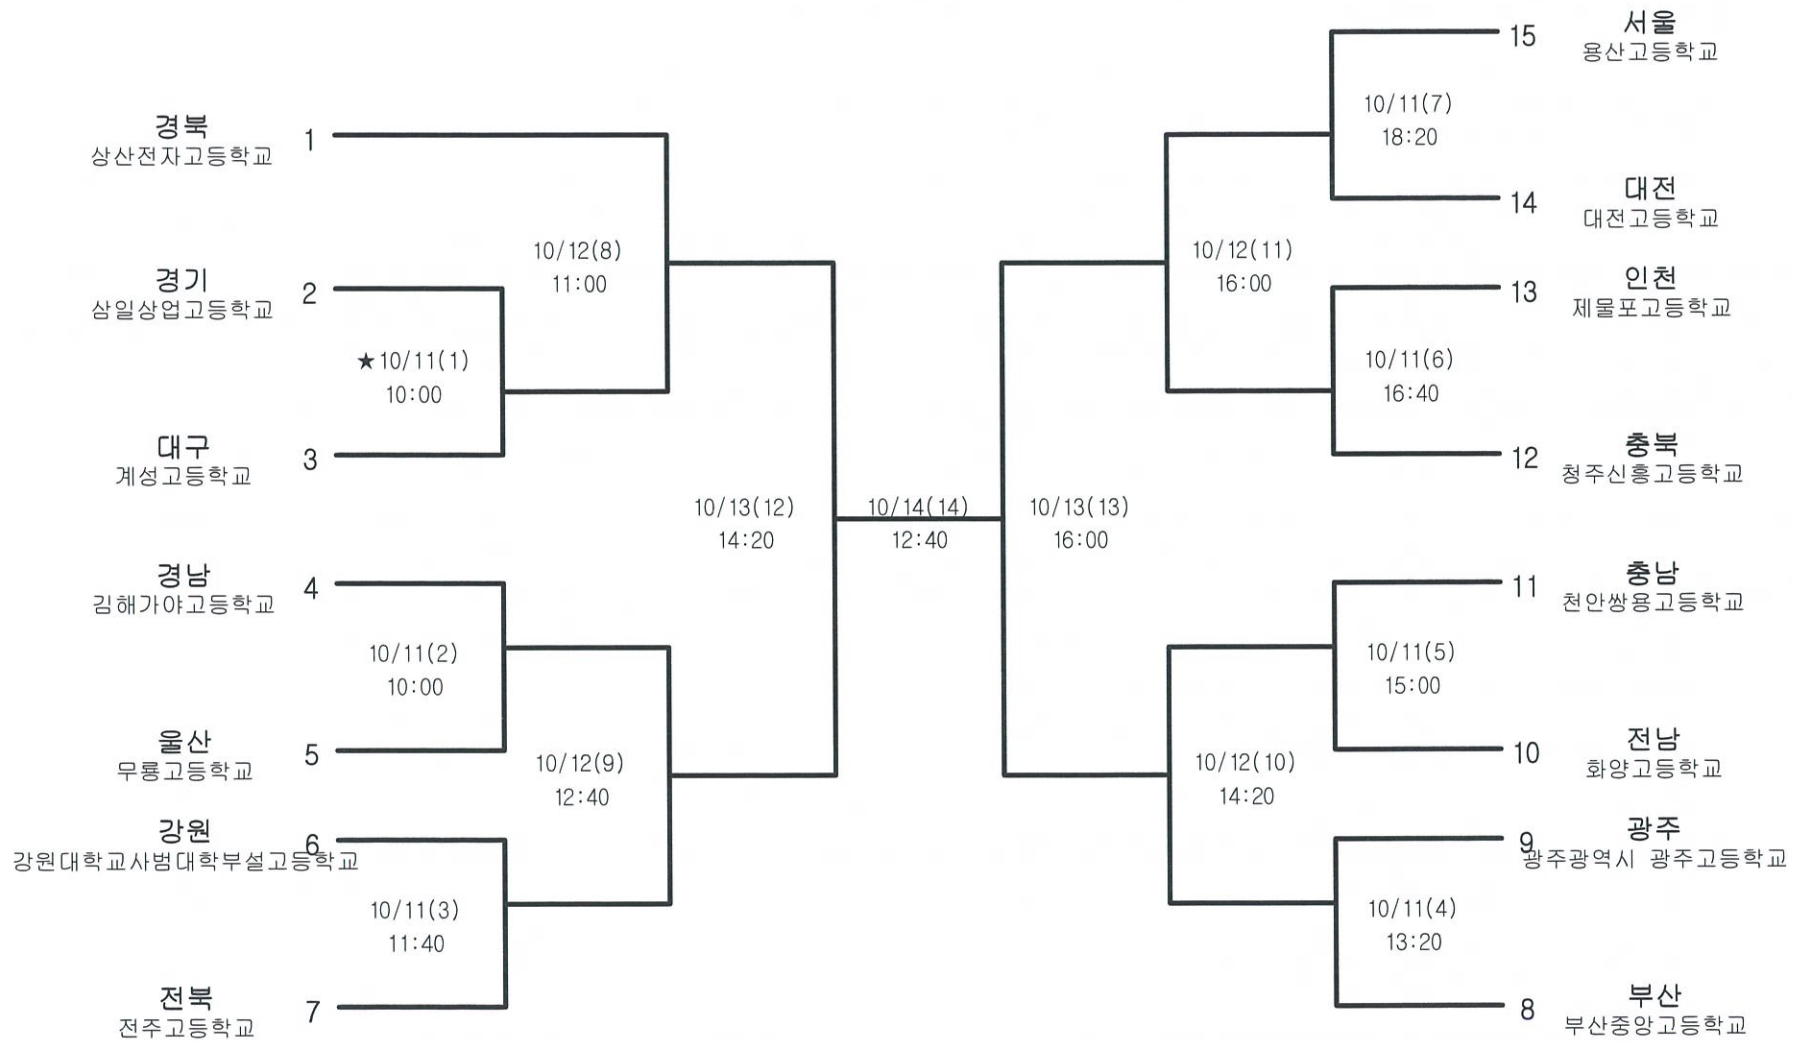 경북
상산전자고등학교
1
경기
삼일상업고등학교
2
★10/11(1)
10:00
대구
계성고등학교
3
10/12(8)
11:00
경남
김해가야고등학교
4
10/11(2)
10:00
울산
무룡고등학교
5
10/12(9)
12:40
강원
강원대학교사범대학부설고등학교
6
10/11(3)
11:40
전북
전주고등학교
7
10/13(12)
14:20
10/14(14)
12:40
10/13(13)
16:00
15
서울
용산고등학교
10/11(7)
18:20
14
대전
대전고등학교
10/12(11)
16:00
13
인천
제물포고등학교
10/11(6)
16:40
12
충북
청주신흥고등학교
11
충남
천안쌍용고등학교
10/11(5)
15:00
10
전남
화양고등학교
10/12(10)
14:20
9
광주
광주광역시 광주고등학교
10/11(4)
13:20
8
부산
부산중앙고등학교